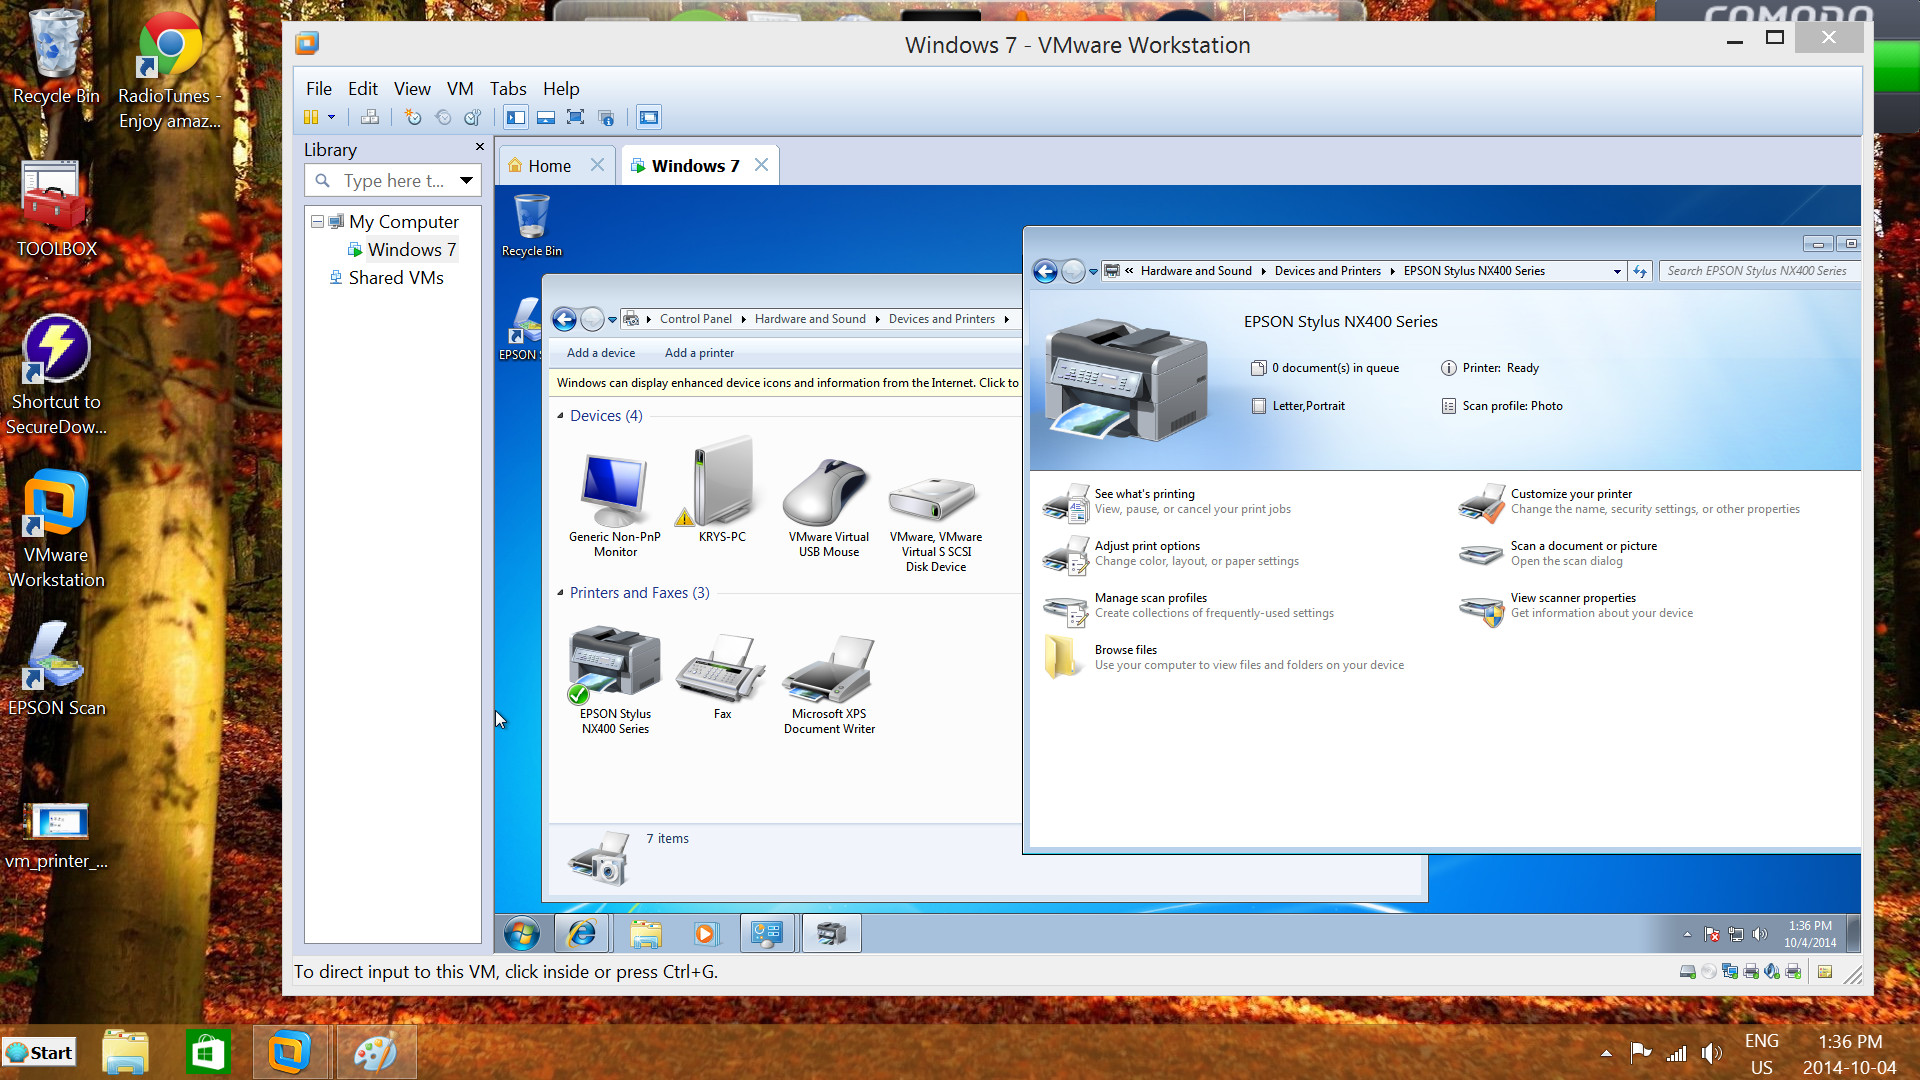 COMODO
Recycle Bin
RadioTunes -
Enjoy amaz...
TOOLBOX
Shortcut to
SecureDow...
VMware
Workstation
EPSON Scan
vm_printer_...
Windows 7 - VMware Workstation
File Edit View VM Tabs Help
Library
Type here t...
My Computer
Windows 7
Shared VMs
Home
Windows 7
Recycle Bin
EPSON S
Control Panel Hardware and Sound Devices and Printers
Add a device Add a printer
Windows can display enhanced device icons and information from the Internet. Click to
Devices (4)
Generic Non-PnP
Monitor
KRYS-PC
VMware Virtual
USB Mouse
VMware, VMware
Virtual S SCSI
Disk Device
Printers and Faxes (3)
EPSON Stylus
NX400 Series
Fax
Microsoft XPS
Document Writer
7 items
« Hardware and Sound Devices and Printers EPSON Stylus NX400 Series
Search EPSON Stylus NX400 Series
EPSON Stylus NX400 Series
0 document(s) in queue
Printer: Ready
Letter,Portrait
Scan profile: Photo
See what's printing
View, pause, or cancel your print jobs
Customize your printer
Change the name, security settings, or other properties
Adjust print options
Change color, layout, or paper settings
Scan a document or picture
Open the scan dialog
Manage scan profiles
Create collections of frequently-used settings
View scanner properties
Get information about your device
Browse files
Use your computer to view files and folders on your device
1:36 PM
10/4/2014
To direct input to this VM, click inside or press Ctrl+G.
Start
ENG
US
1:36 PM
2014-10-04